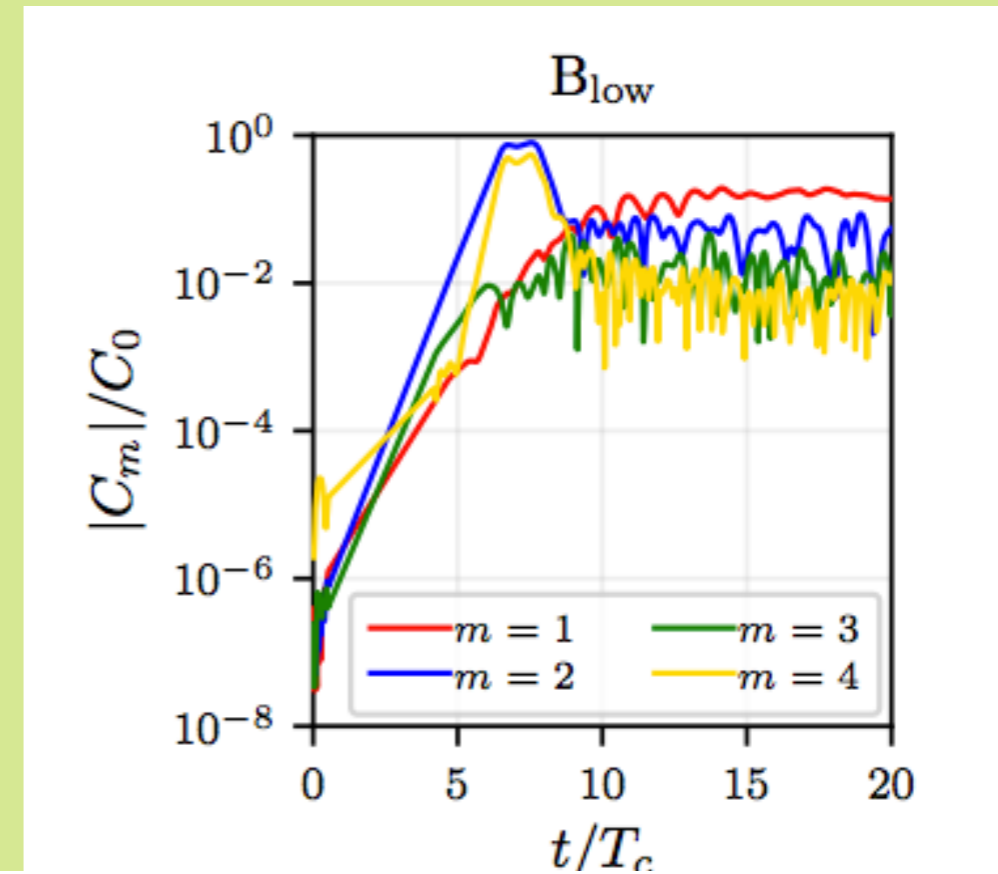 B_low
10^0
10^{-2}
10^{-4}
10^{-6}
10^{-8}
|C_m|/C_0
m = 1 m = 3
m = 2 m = 4
0 5 10 15 20
t/T_c